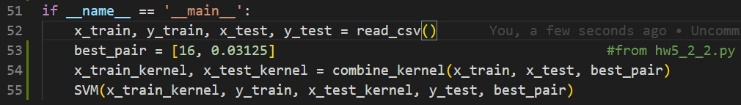 51 if __name__ == '__main__':
52 x_train, y_train, x_test, y_test = read_csv() You, a few seconds ago • Uncomm
53 best_pair = [16, 0.03125] #from hw5_2_2.py
54 x_train_kernel, x_test_kernel = combine_kernel(x_train, x_test, best_pair)
55 SVM(x_train_kernel, y_train, x_test_kernel, y_test, best_pair)